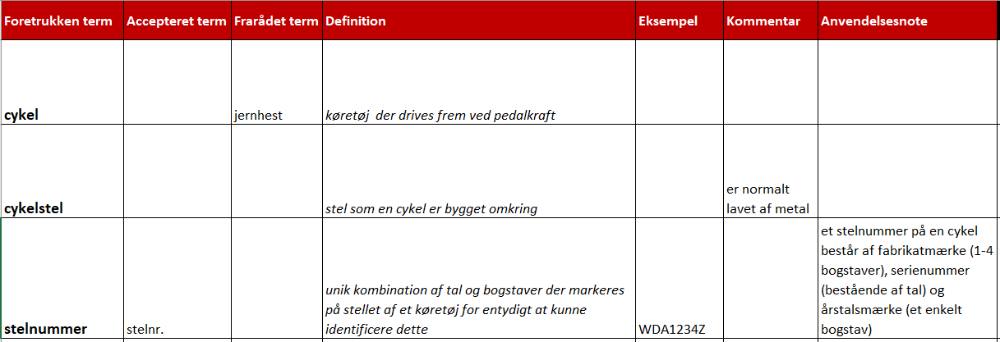 Foretrukken term Accepteret term Frarådet term Definition Eksempel Kommentar Anvendelsesnote
cykel jernhest køretøj  der drives frem ved pedalkraft
cykelstel stel som en cykel er bygget omkring er normalt
lavet af metal
stelnummer stelnr. unik kombination af tal og bogstaver der markeres
på stellet af et køretøj for entydigt at kunne
identificere dette WDA1234Z et stelnummer på en cykel
består af fabrikatmærke (1-4
bogstaver), serienummer
(bestående af tal) og
årstalsmærke (et enkelt
bogstav)